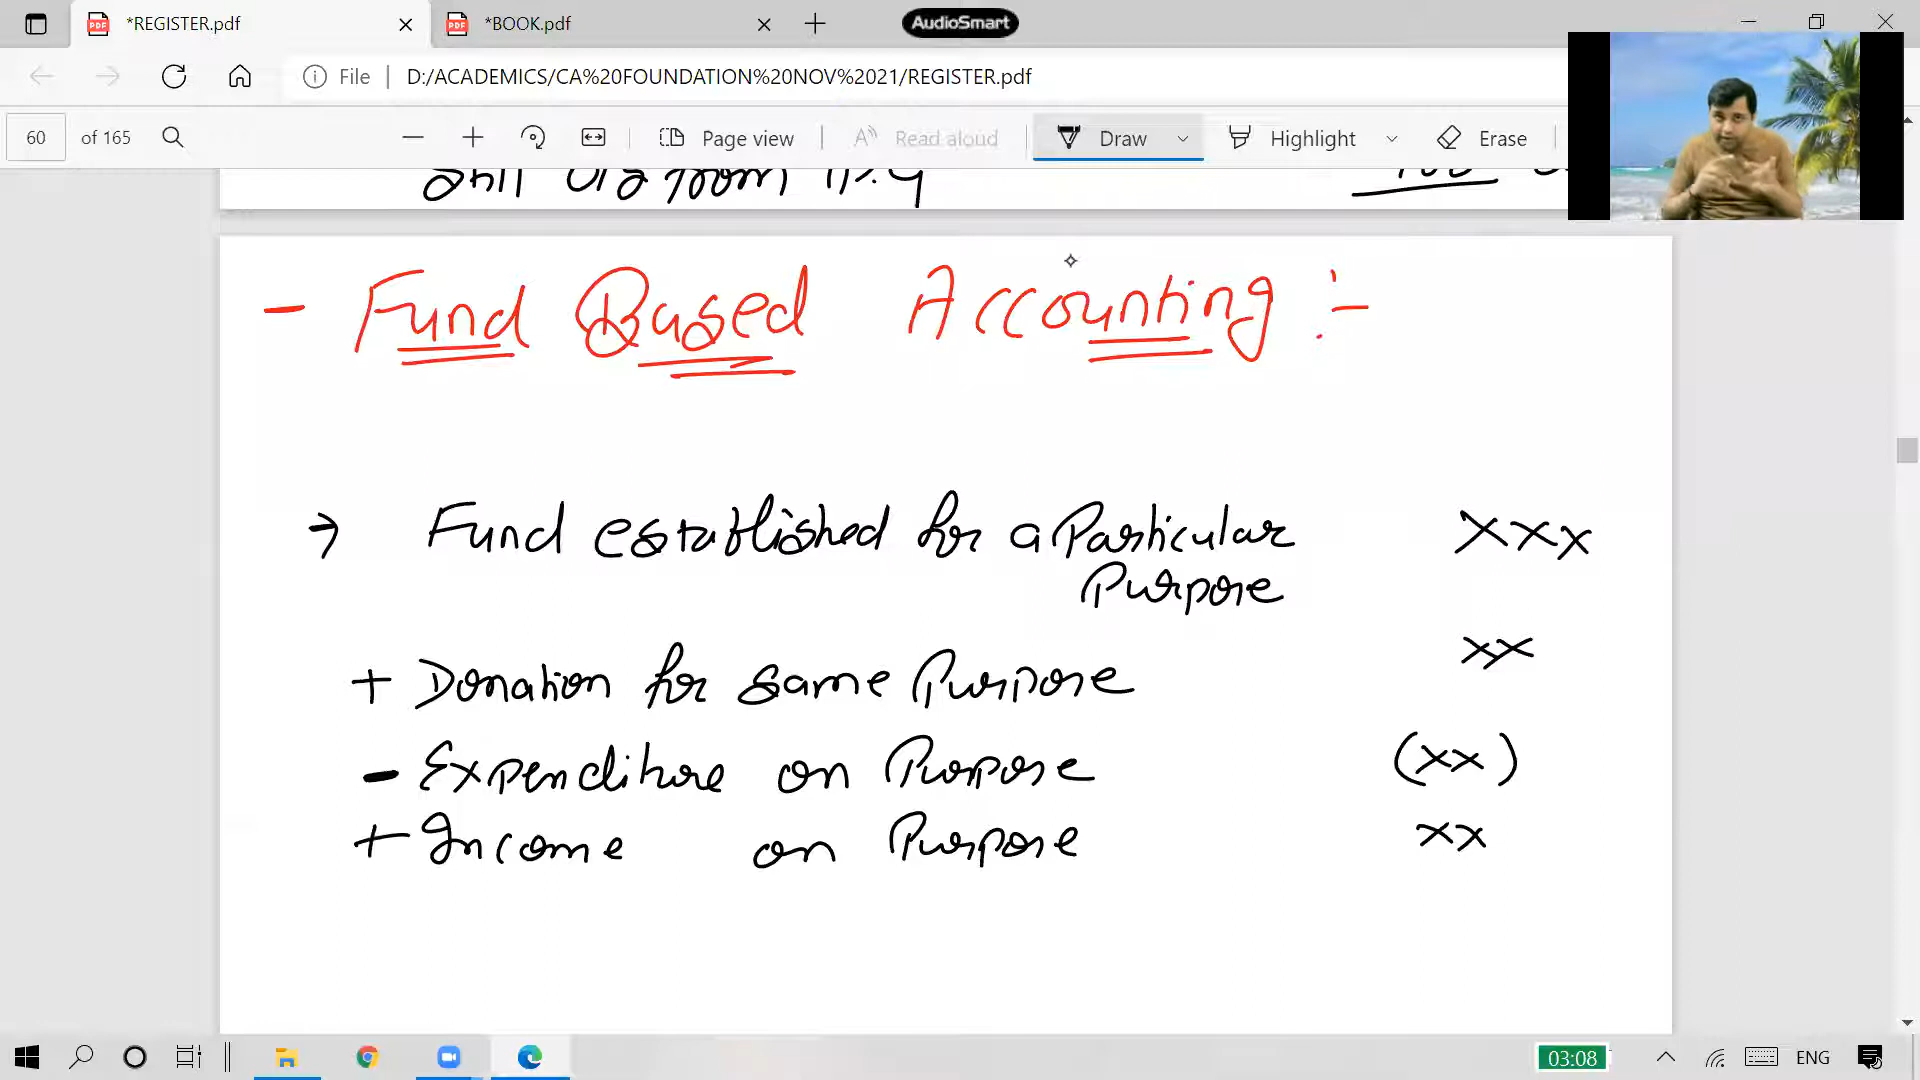 *REGISTER.pdf
*BOOK.pdf
AudioSmart
File
D:/ACADEMICS/CA%20FOUNDATION%20NOV%2021/REGISTER.pdf
60 of 165
Page view
Read aloud
Draw
Highlight
Erase
- Fund Based Accounting :-
→ Fund established for a Particular Purpose XXX
+ Donation for same Purpose XX
- Expenditure on Purpose (XX)
+ Income on Purpose XX
03:08
ENG